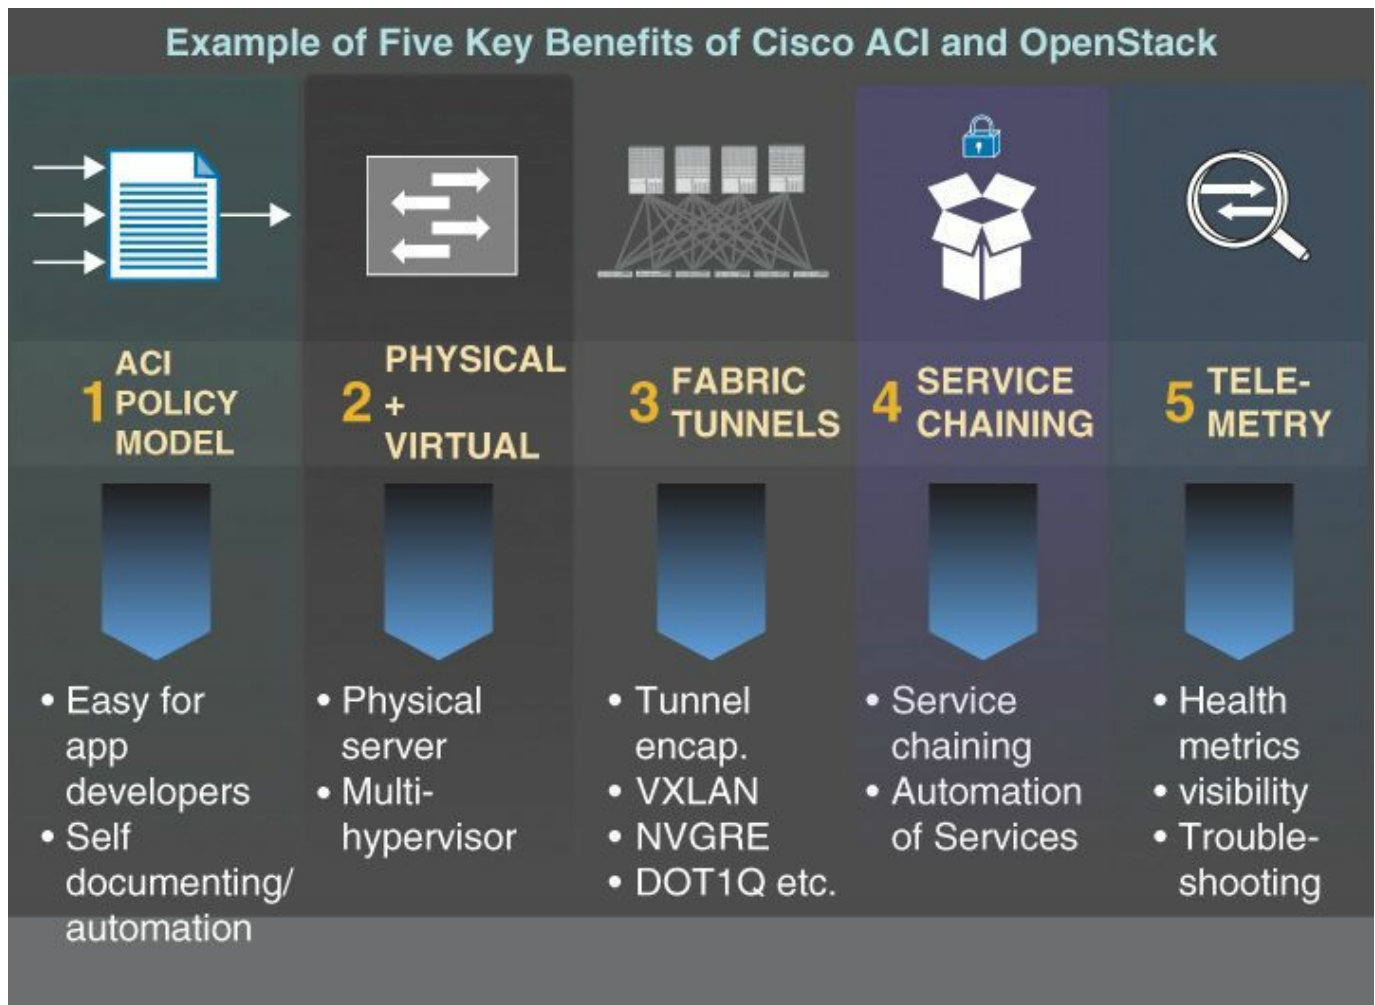 Example of Five Key Benefits of Cisco ACI and OpenStack
1 ACI
POLICY
MODEL
2 PHYSICAL
+
VIRTUAL
3 FABRIC
TUNNELS
4 SERVICE
CHAINING
5 TELE-
METRY
• Easy for
app
developers
• Self
documenting/
automation
• Physical
server
• Multi-
hypervisor
• Tunnel
encap.
• VXLAN
• NVGRE
• DOT1Q etc.
• Service
chaining
• Automation
of Services
• Health
metrics
• visibility
• Trouble-
shooting